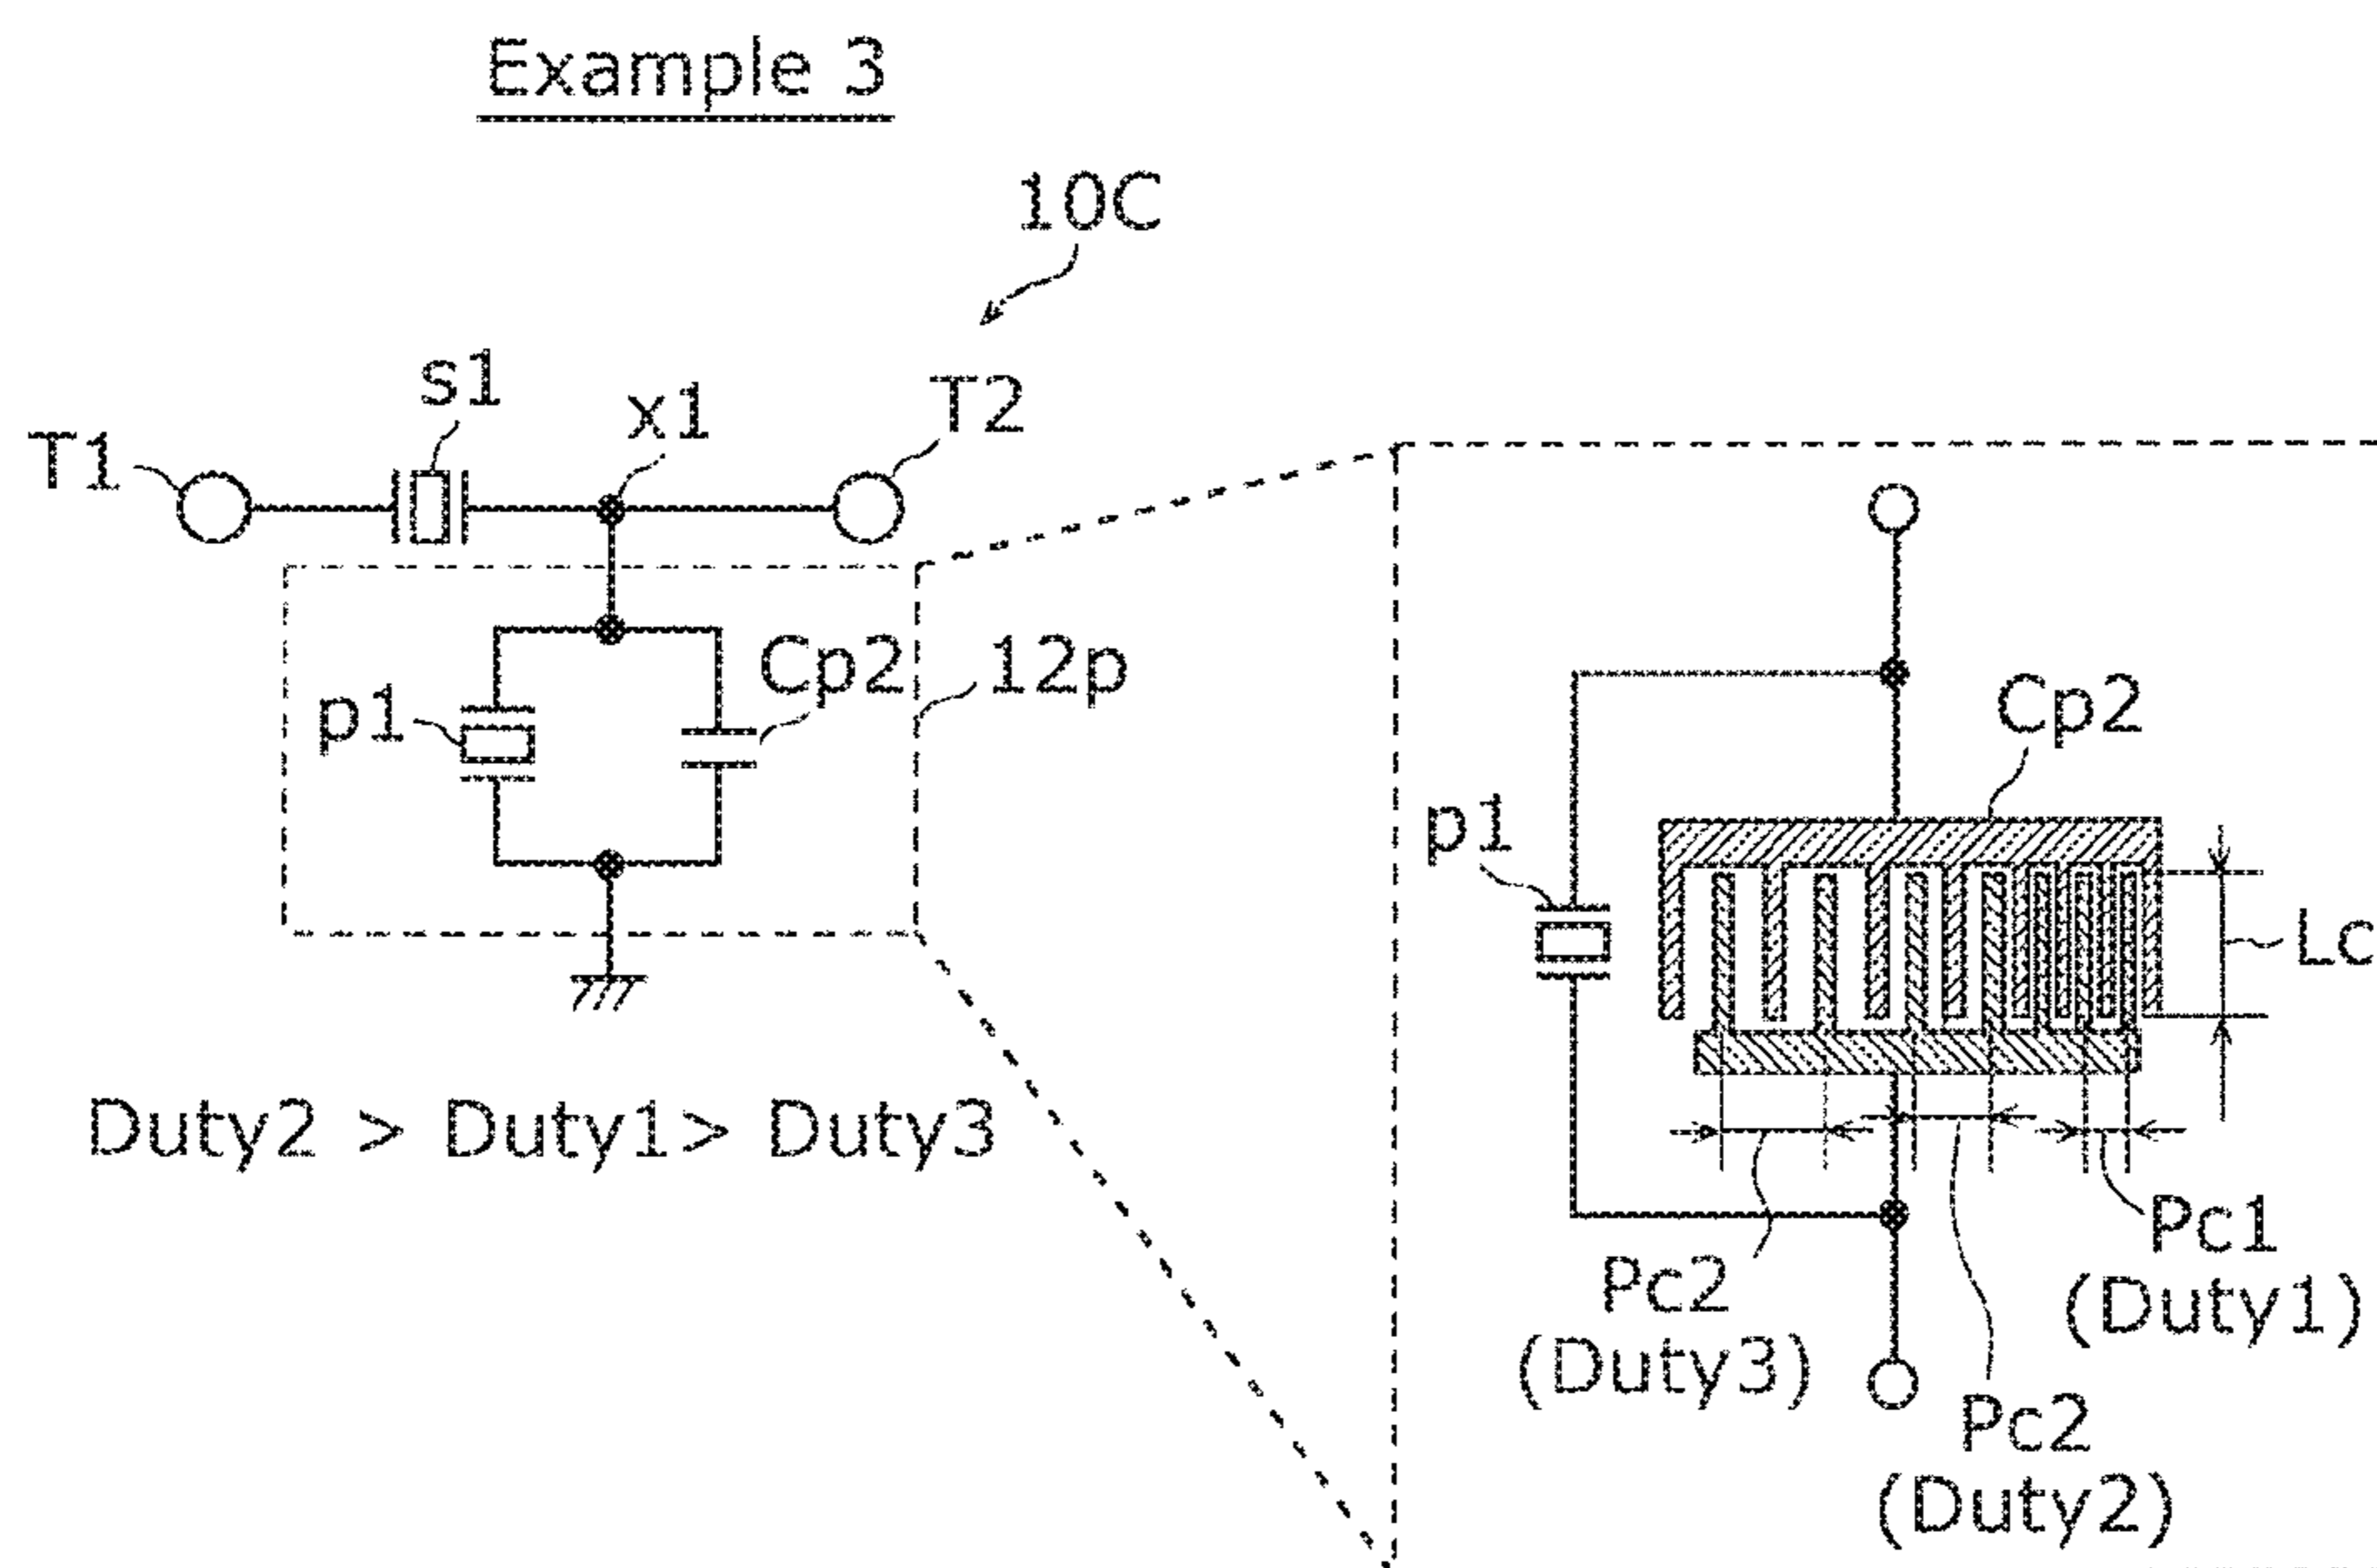 Example 3
10C
s1
x1
T2
T1
Cp2
12p
p1
Cp2
p1
Lc
Duty2 > Duty1> Duty3
Pc1
(Duty1)
Pc2
(Duty3)
Pc2
(Duty2)